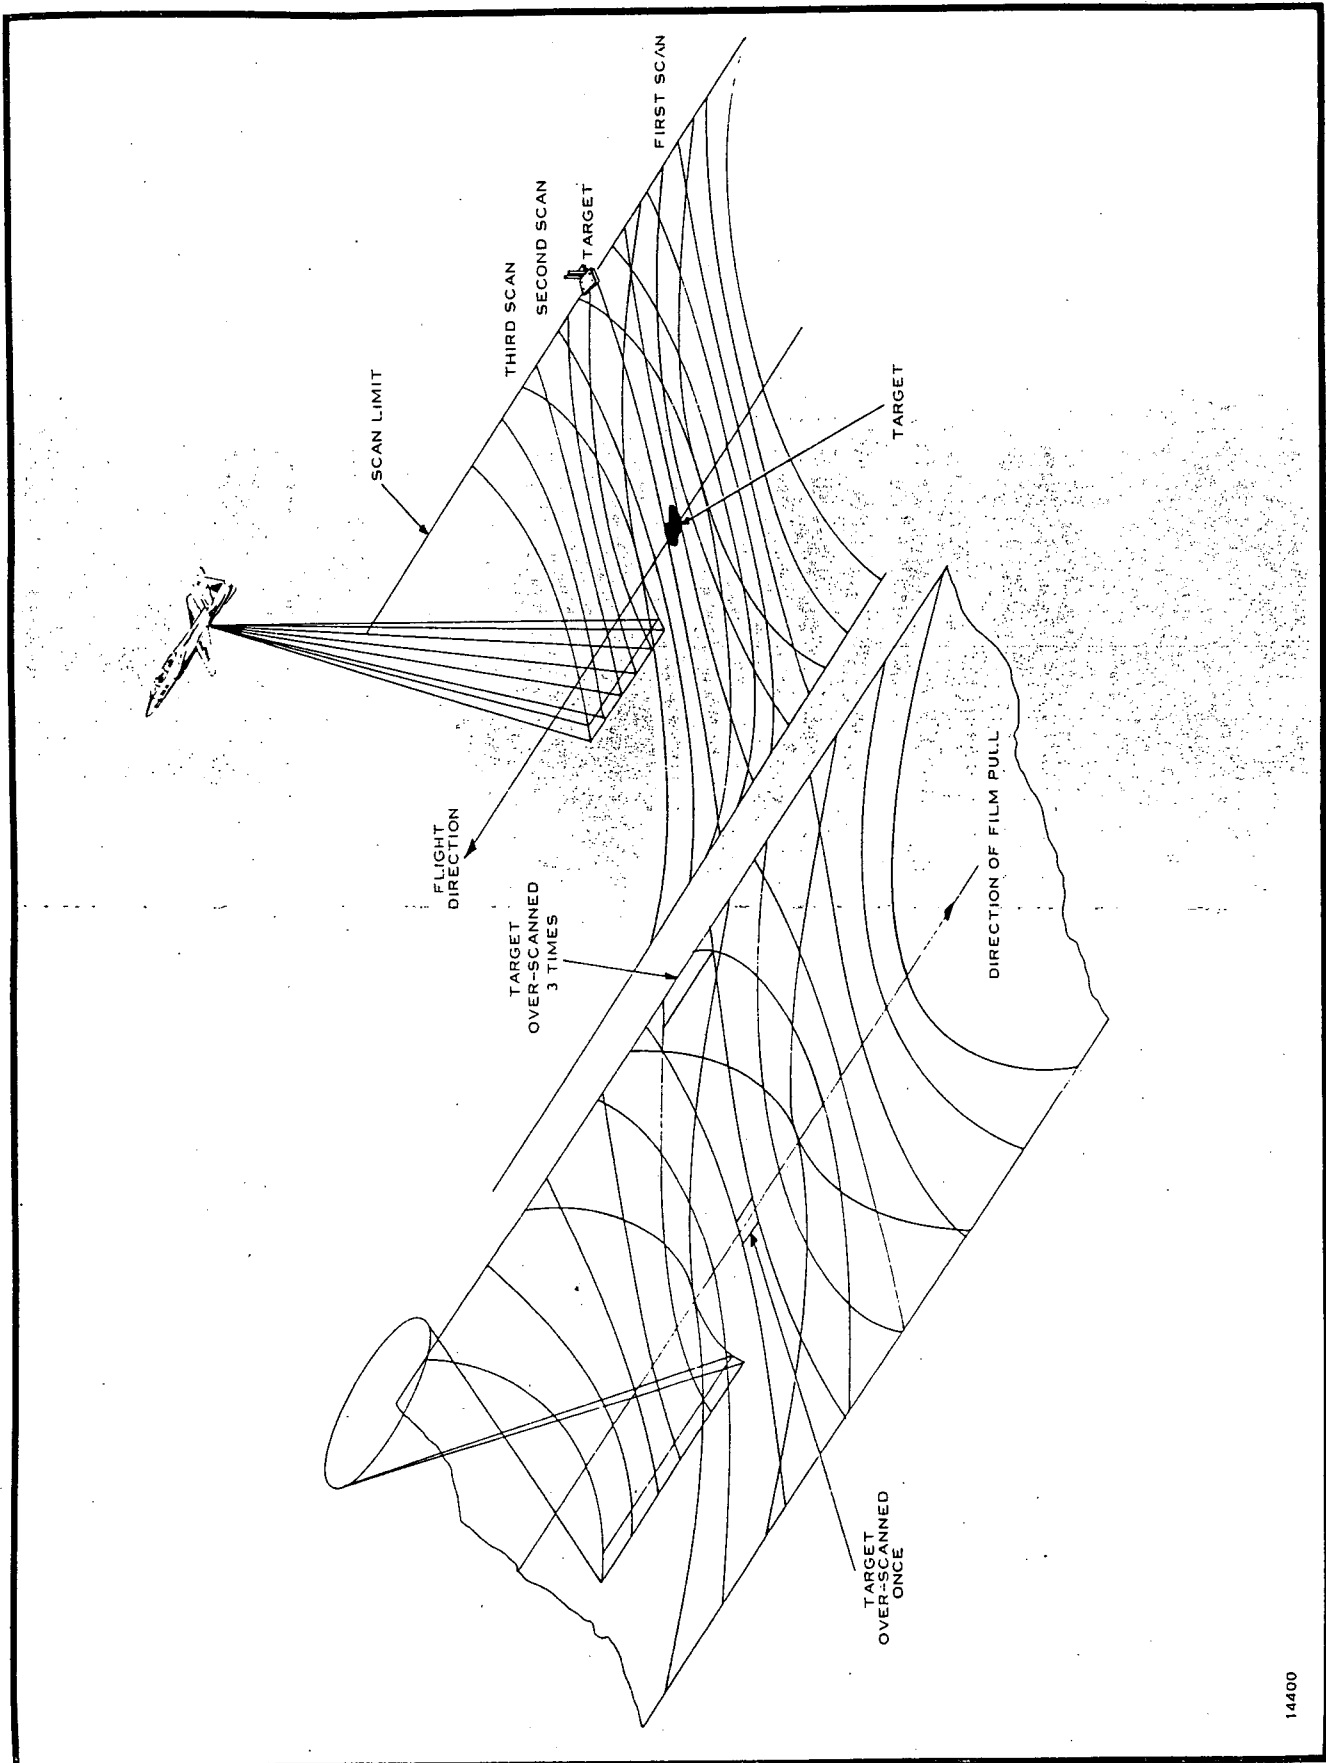 FIRST SCAN
SECOND SCAN
TARGET
THIRD SCAN
SCAN LIMIT
TARGET
FLIGHT
DIRECTION
TARGET
OVER-SCANNED
3 TIMES
DIRECTION OF FILM PULL
TARGET
OVER-SCANNED
ONCE
14400